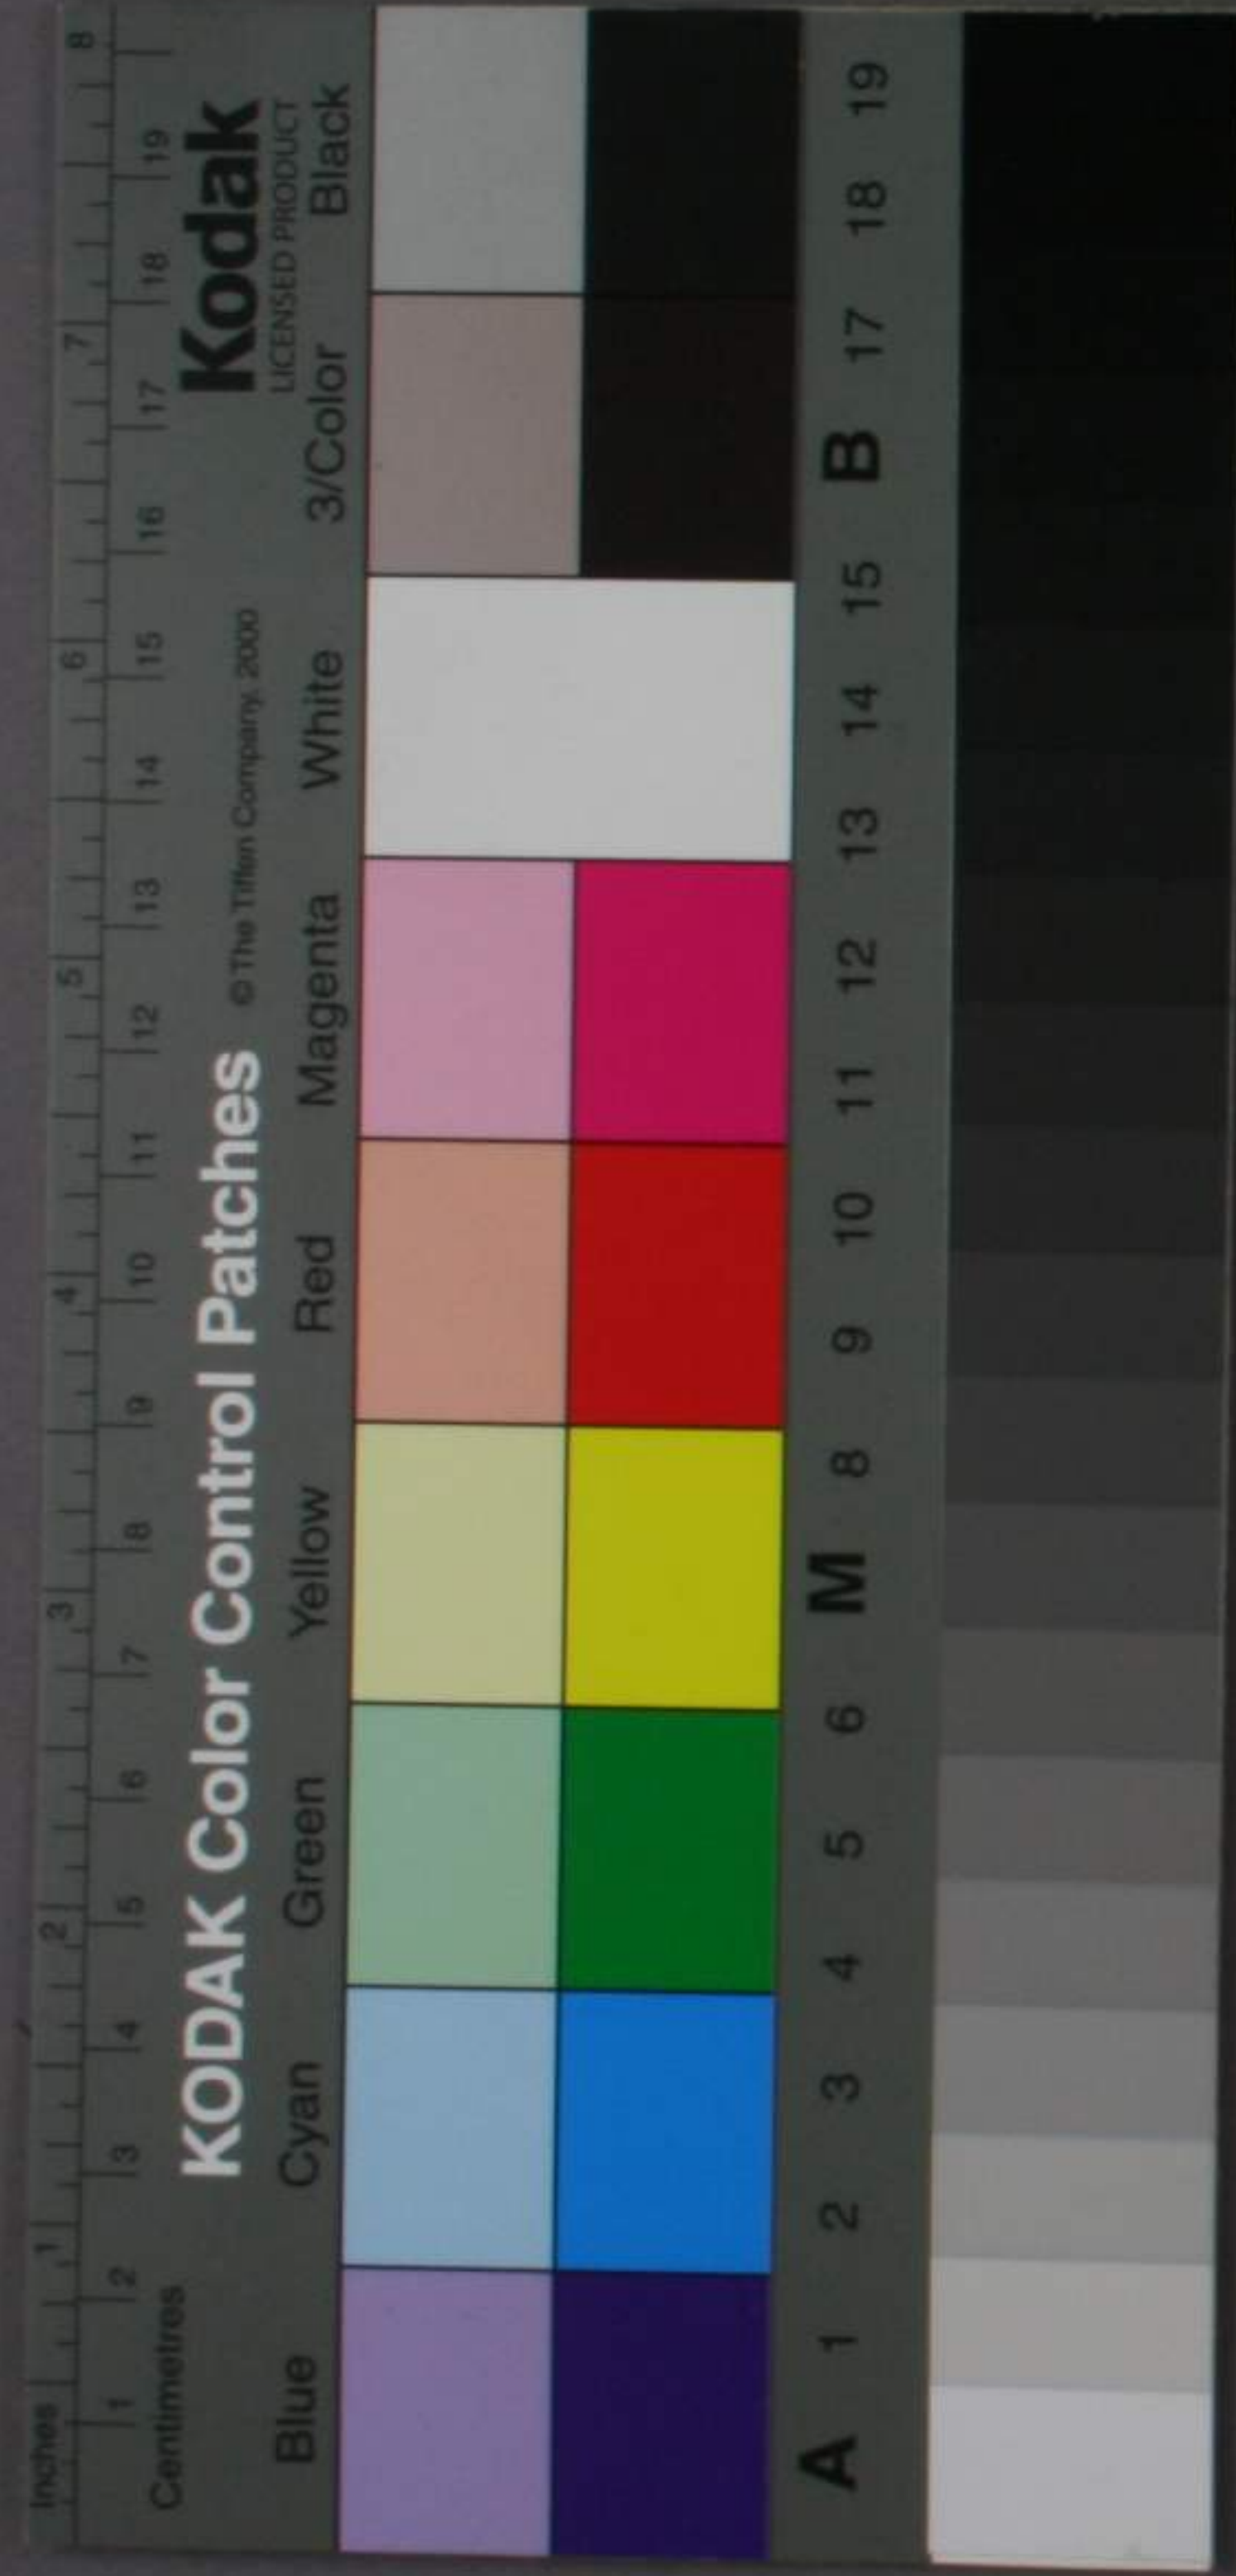 Inches 1 2 3 4 5 6 7 8
Centimetres 1 2 3 4 5 6 7 8 9 10 11 12 13 14 15 16 17 18 19
KODAK Color Control Patches © The Tiffen Company, 2000
Kodak
LICENSED PRODUCT
Blue Cyan Green Yellow Red Magenta White 3/Color Black
A 1 2 3 4 5 6 M 8 9 10 11 12 13 14 15 B 17 18 19